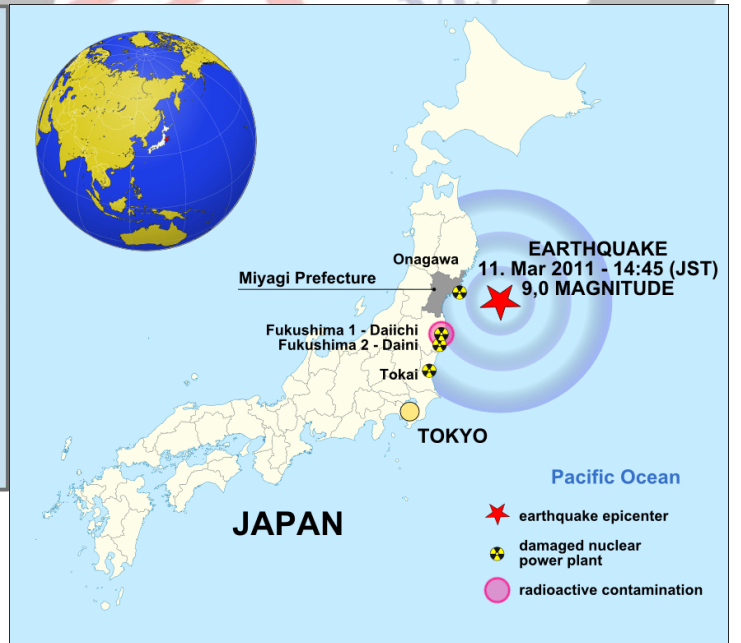 EARTHQUAKE
11. Mar 2011 - 14:45 (JST)
9,0 MAGNITUDE
Onagawa
Miyagi Prefecture
Fukushima 1 - Daiichi
Fukushima 2 - Daini
Tokai
TOKYO
JAPAN
Pacific Ocean
earthquake epicenter
damaged nuclear
power plant
radioactive contamination